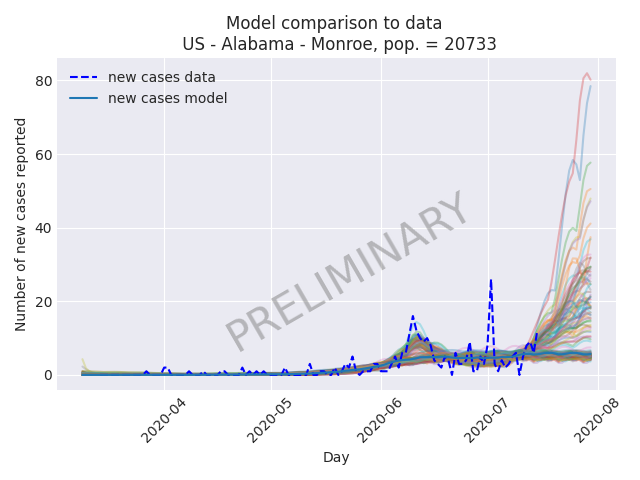 Model comparison to data
US - Alabama - Monroe, pop. = 20733
new cases data
new cases model
80
60
40
20
0
Number of new cases reported
PRELIMINARY
2020-04
2020-05
2020-06
2020-07
2020-08
Day